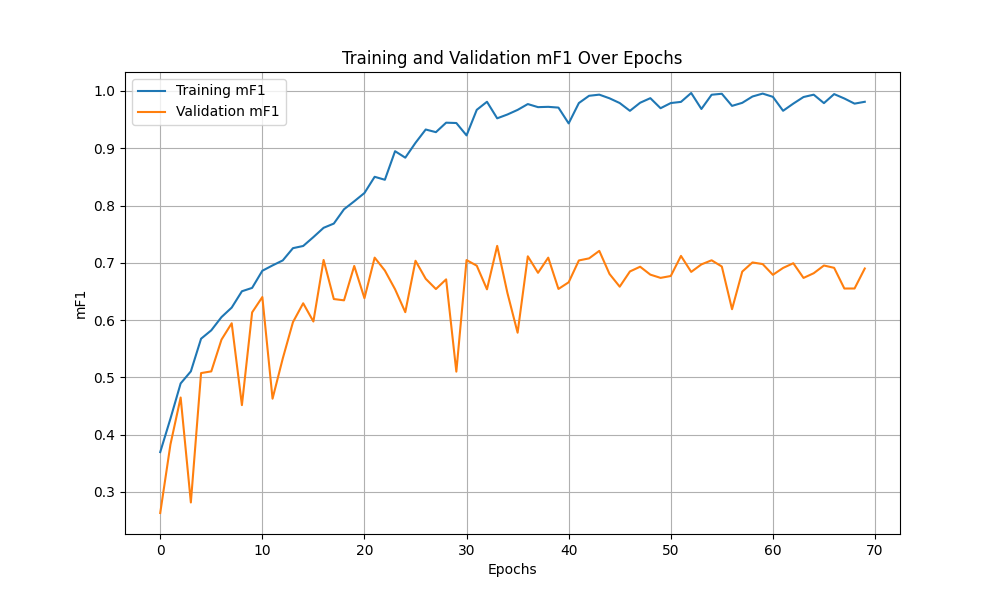 Training and Validation mF1 Over Epochs
Training mF1
Validation mF1
mF1
1.0
0.9
0.8
0.7
0.6
0.5
0.4
0.3
0 10 20 30 40 50 60 70
Epochs